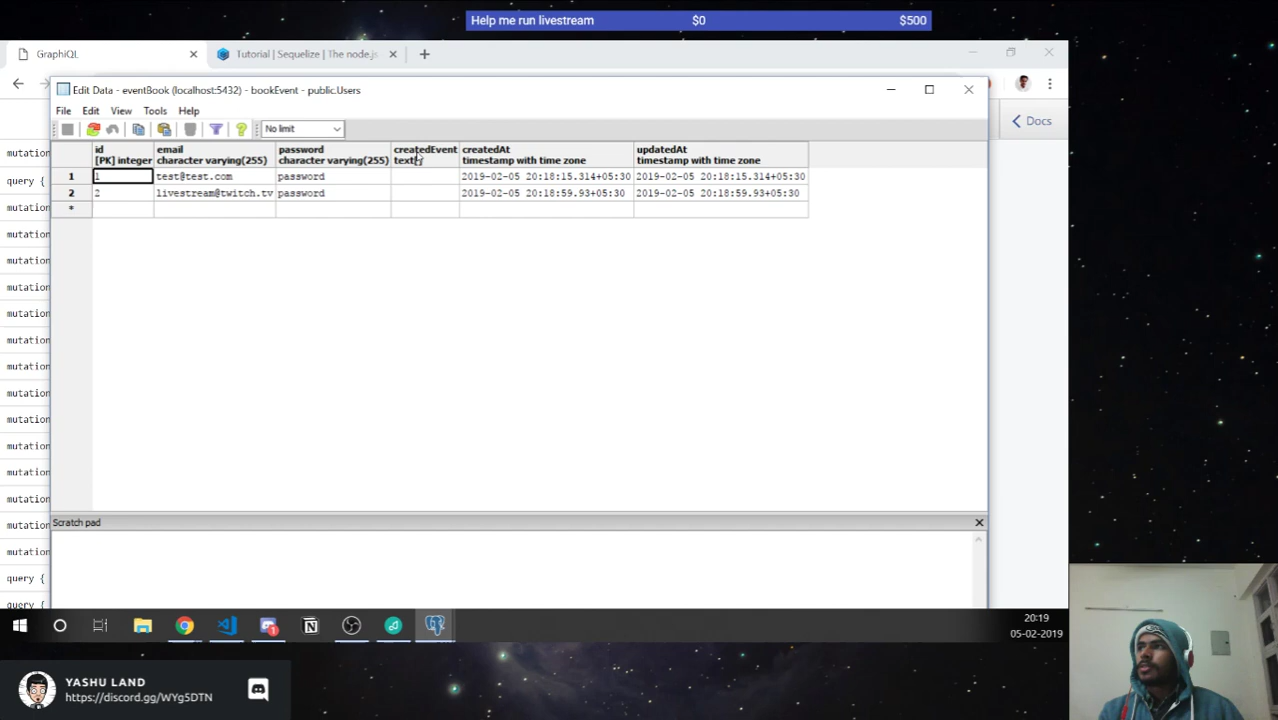 Help me run livestream $0 $500
GraphiQL
Tutorial | Sequelize | The node.js
Docs
Edit Data - eventBook (localhost:5432) - bookEvent - public.Users
File Edit View Tools Help
No limit
id email password createdEvent createdAt updatedAt
[PK] integer character varying(255) character varying(255) text[] timestamp with time zone timestamp with time zone
1 1 test@test.com password 2019-02-05 20:18:15.314+05:30 2019-02-05 20:18:15.314+05:30
2 2 livestream@twitch.tv password 2019-02-05 20:18:59.93+05:30 2019-02-05 20:18:59.93+05:30
*
mutation
query {
mutation
mutation
mutation
mutation
mutation
mutation
mutation
mutation
mutation
mutation
mutation
mutation
mutation
mutation
query {
query {
Scratch pad
20:19
05-02-2019
YASHU LAND
https://discord.gg/WYg5DTN